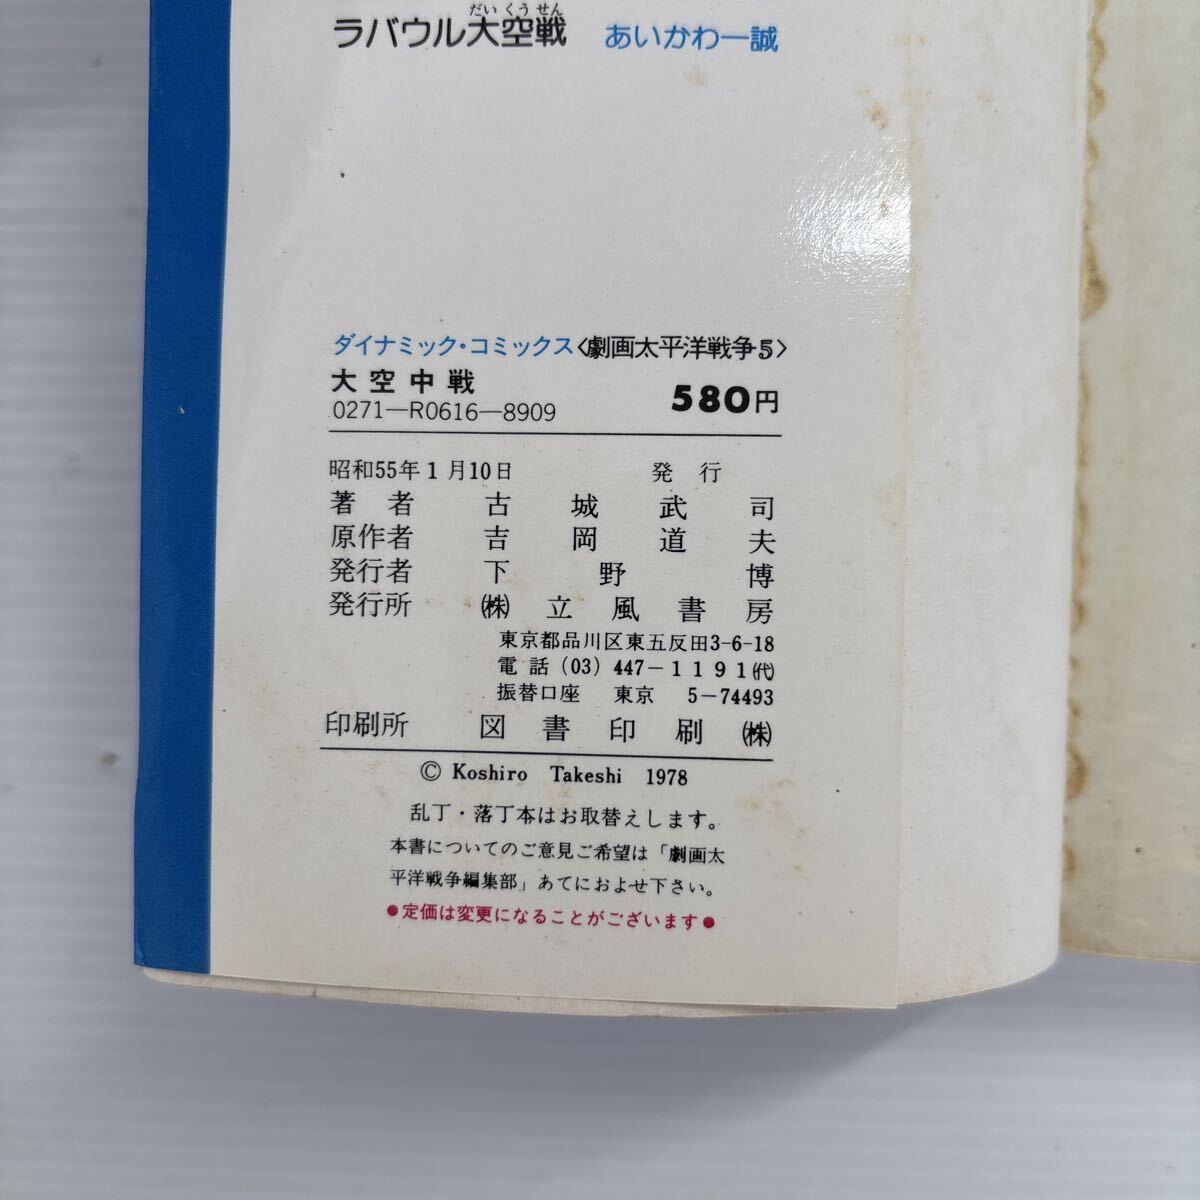 だいくうせん
ラバウル大空戦 あいかわ一誠
ダイナミック・コミックス〈劇画太平洋戦争5〉
大空中戦 580円
0271—R0616—8909
昭和55年1月10日 発行
著者 古城武司
原作者 吉岡道夫
発行者 下野博
発行所 ㈱立風書房
東京都品川区東五反田3-6-18
電話(03)447-1191㈹
振替口座 東京 5-74493
印刷所 図書印刷㈱
© Koshiro Takeshi 1978
乱丁・落丁本はお取替えします。
本書についてのご意見ご希望は「劇画太
平洋戦争編集部」あてにおよせ下さい。
●定価は変更になることがございます●